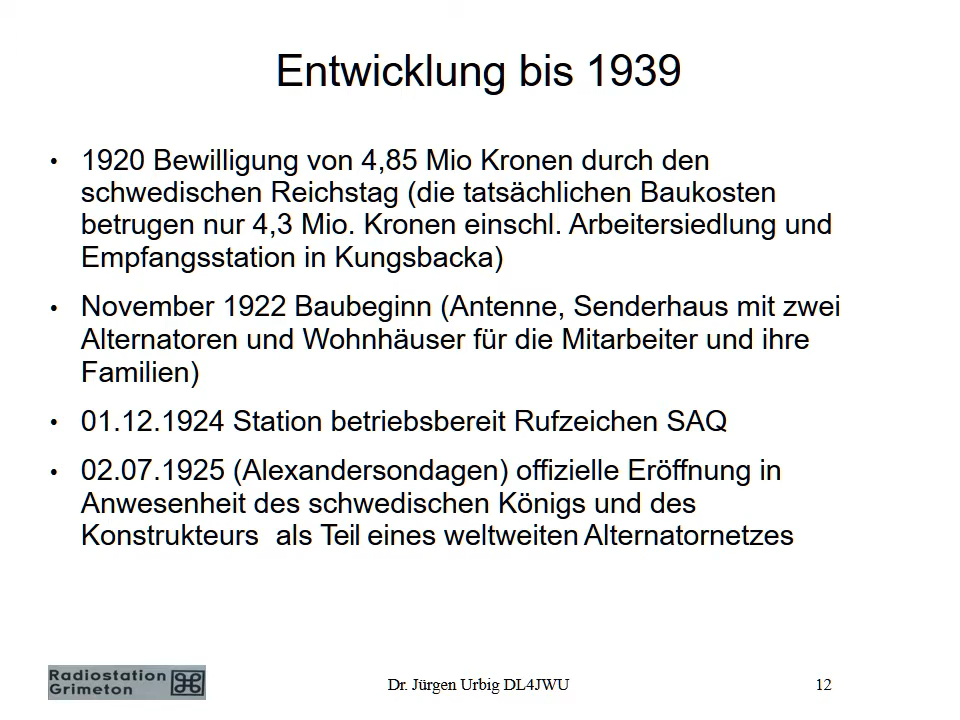 Entwicklung bis 1939
• 1920 Bewilligung von 4,85 Mio Kronen durch den
schwedischen Reichstag (die tatsächlichen Baukosten
betrugen nur 4,3 Mio. Kronen einschl. Arbeitersiedlung und
Empfangsstation in Kungsbacka)
• November 1922 Baubeginn (Antenne, Senderhaus mit zwei
Alternatoren und Wohnhäuser für die Mitarbeiter und ihre
Familien)
• 01.12.1924 Station betriebsbereit Rufzeichen SAQ
• 02.07.1925 (Alexandersondagen) offizielle Eröffnung in
Anwesenheit des schwedischen Königs und des
Konstrukteurs als Teil eines weltweiten Alternatornetzes
Radiostation
Grimeton
Dr. Jürgen Urbig DL4JWU
12